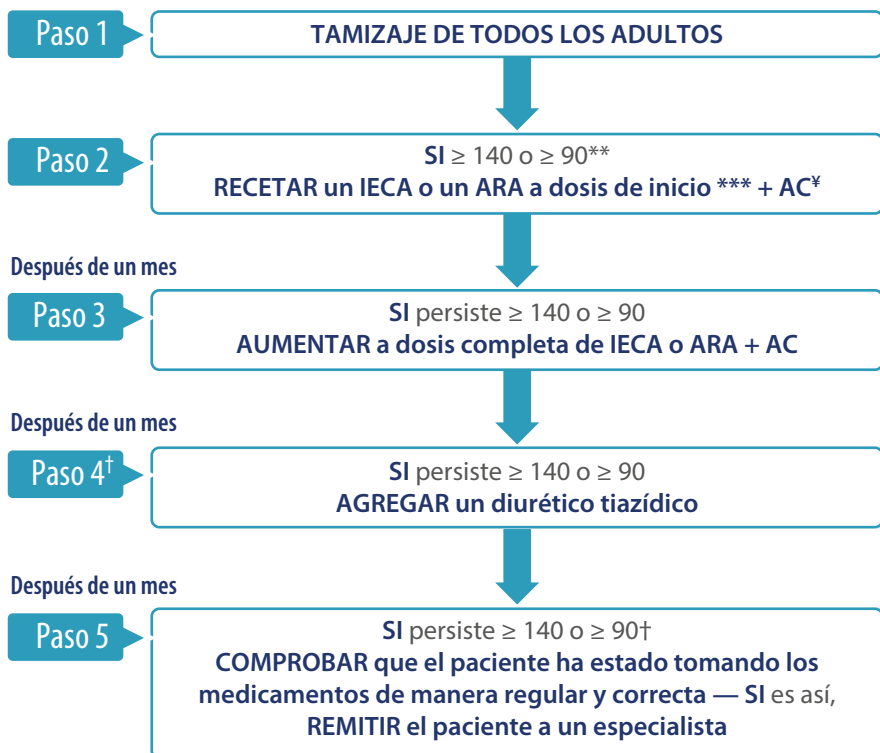 Paso 1
TAMIZAJE DE TODOS LOS ADULTOS
Paso 2
SI ≥ 140 o ≥ 90**
RECETAR un IECA o un ARA a dosis de inicio *** + AC¥
Después de un mes
Paso 3
SI persiste ≥ 140 o ≥ 90
AUMENTAR a dosis completa de IECA o ARA + AC
Después de un mes
Paso 4†
SI persiste ≥ 140 o ≥ 90
AGREGAR un diurético tiazídico
Después de un mes
Paso 5
SI persiste ≥ 140 o ≥ 90†
COMPROBAR que el paciente ha estado tomando los
medicamentos de manera regular y correcta — SI es así,
REMITIR el paciente a un especialista